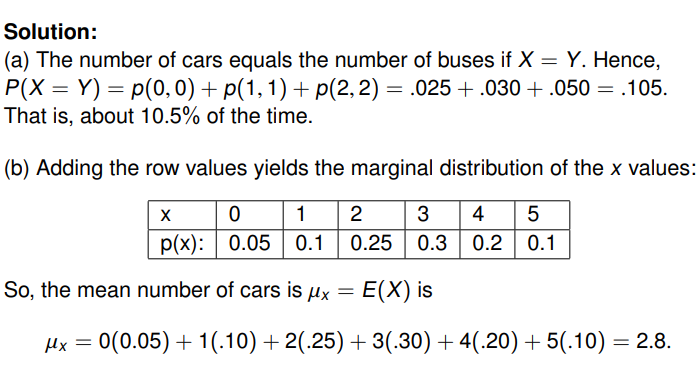 Solution:
(a) The number of cars equals the number of buses if X = Y. Hence,
P(X = Y) = p(0, 0) + p(1, 1) + p(2, 2) = .025 + .030 + .050 = .105.
That is, about 10.5% of the time.
(b) Adding the row values yields the marginal distribution of the x values:
x 0 1 2 3 4 5
p(x): 0.05 0.1 0.25 0.3 0.2 0.1
So, the mean number of cars is μx = E(X) is
μx = 0(0.05) + 1(.10) + 2(.25) + 3(.30) + 4(.20) + 5(.10) = 2.8.